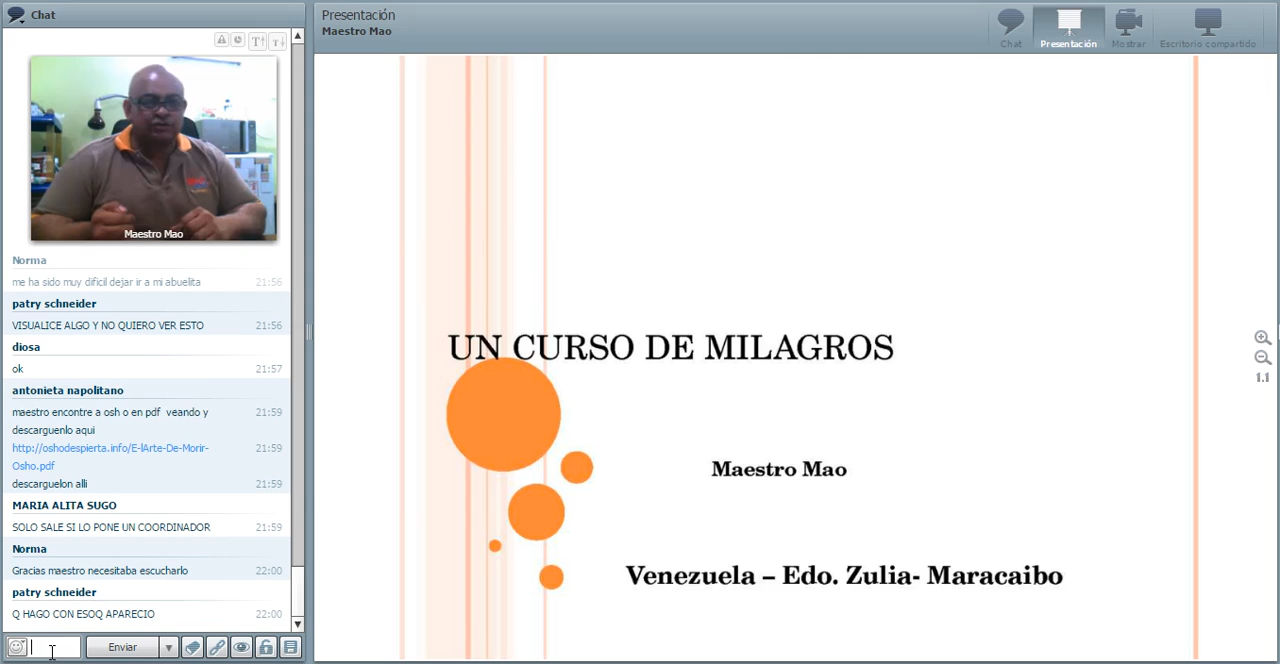 Chat
Maestro Mao
Norma
me ha sido muy dificil dejar ir a mi abuelita 21:56
patry schneider
VISUALICE ALGO Y NO QUIERO VER ESTO 21:56
diosa
ok 21:57
antonieta napolitano
maestro encontre a osh o en pdf veando y 21:59
descarguenlo aqui
http://oshodespierta.info/E-lArte-De-Morir- 21:59
Osho.pdf
descarguelon alli 21:59
MARIA ALITA SUGO
SOLO SALE SI LO PONE UN COORDINADOR 21:59
Norma
Gracias maestro necesitaba escucharlo 22:00
patry schneider
Q HAGO CON ESOQ APARECIO 22:00
Enviar
Presentación
Maestro Mao
Chat
Presentación
Mostrar
Escritorio compartido
UN CURSO DE MILAGROS
Maestro Mao
Venezuela – Edo. Zulia- Maracaibo
1.1